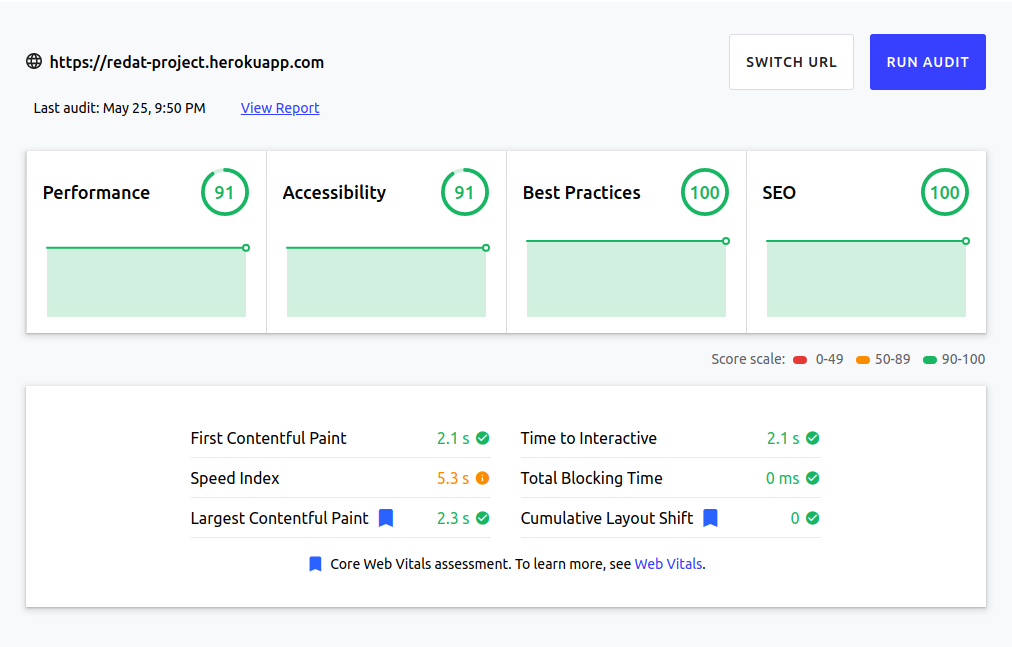 https://redat-project.herokuapp.com
SWITCH URL
RUN AUDIT
Last audit: May 25, 9:50 PM View Report
Performance 91
Accessibility 91
Best Practices 100
SEO 100
Score scale: 0-49 50-89 90-100
First Contentful Paint 2.1 s
Time to Interactive 2.1 s
Speed Index 5.3 s
Total Blocking Time 0 ms
Largest Contentful Paint 2.3 s
Cumulative Layout Shift 0
Core Web Vitals assessment. To learn more, see Web Vitals.